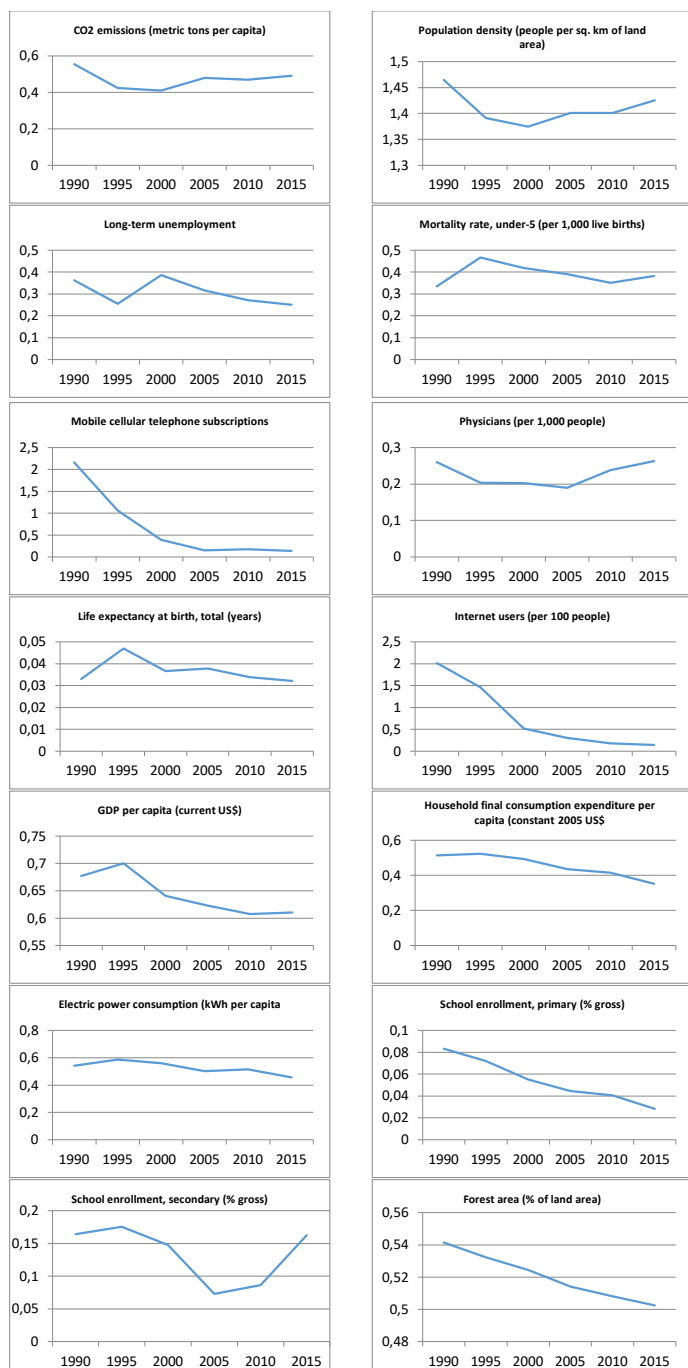 CO2 emissions (metric tons per capita)
0,6
0,4
0,2
0
1990 1995 2000 2005 2010 2015
Population density (people per sq. km of land
area)
1,5
1,45
1,4
1,35
1,3
1990 1995 2000 2005 2010 2015
Long-term unemployment
0,5
0,4
0,3
0,2
0,1
0
1990 1995 2000 2005 2010 2015
Mortality rate, under-5 (per 1,000 live births)
0,5
0,4
0,3
0,2
0,1
0
1990 1995 2000 2005 2010 2015
Mobile cellular telephone subscriptions
2,5
2
1,5
1
0,5
0
1990 1995 2000 2005 2010 2015
Physicians (per 1,000 people)
0,3
0,2
0,1
0
1990 1995 2000 2005 2010 2015
Life expectancy at birth, total (years)
0,05
0,04
0,03
0,02
0,01
0
1990 1995 2000 2005 2010 2015
Internet users (per 100 people)
2,5
2
1,5
1
0,5
0
1990 1995 2000 2005 2010 2015
GDP per capita (current US$)
0,75
0,7
0,65
0,6
0,55
1990 1995 2000 2005 2010 2015
Household final consumption expenditure per
capita (constant 2005 US$
0,6
0,4
0,2
0
1990 1995 2000 2005 2010 2015
Electric power consumption (kWh per capita
0,8
0,6
0,4
0,2
0
1990 1995 2000 2005 2010 2015
School enrollment, primary (% gross)
0,1
0,08
0,06
0,04
0,02
0
1990 1995 2000 2005 2010 2015
School enrollment, secondary (% gross)
0,2
0,15
0,1
0,05
0
1990 1995 2000 2005 2010 2015
Forest area (% of land area)
0,56
0,54
0,52
0,5
0,48
1990 1995 2000 2005 2010 2015